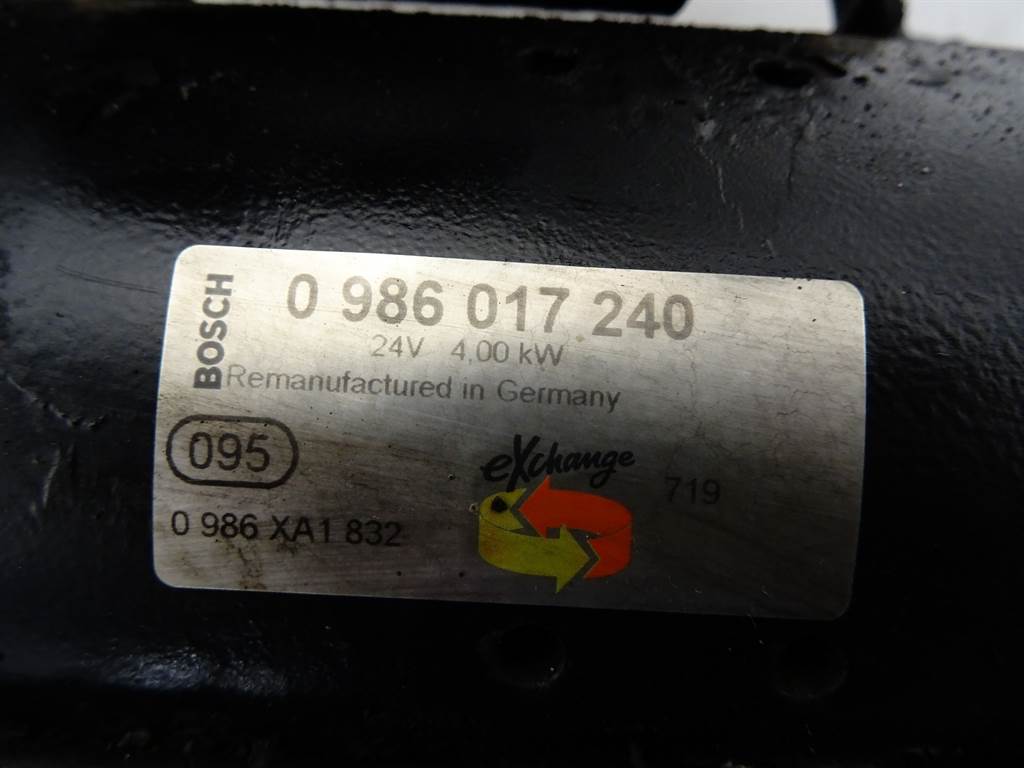 BOSCH
0 986 017 240
24V 4,00 kW
Remanufactured in Germany
095
eXchange
719
0 986 XA1 832